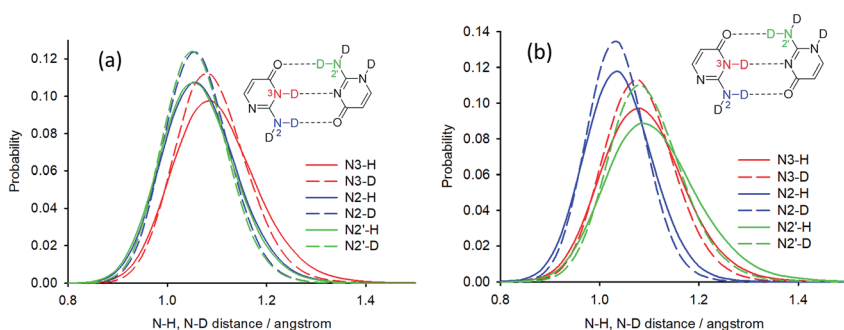 (a)
0.12
0.10
0.08
0.06
0.04
0.02
0.00
Probability
0.8
1.0
1.2
1.4
N-H, N-D distance / angstrom
N3-H
N3-D
N2-H
N2-D
N2'-H
N2'-D
D
O
D-N
D
2'
N
3
N-D
N
N
N
N-D
O
2
D
(b)
0.14
0.12
0.10
0.08
0.06
0.04
0.02
0.00
Probability
0.8
1.0
1.2
1.4
N-H, N-D distance / angstrom
N3-H
N3-D
N2-H
N2-D
N2'-H
N2'-D
D
O
D-N
D
2'
N
3
N-D
N
N
N
N-D
O
2
D